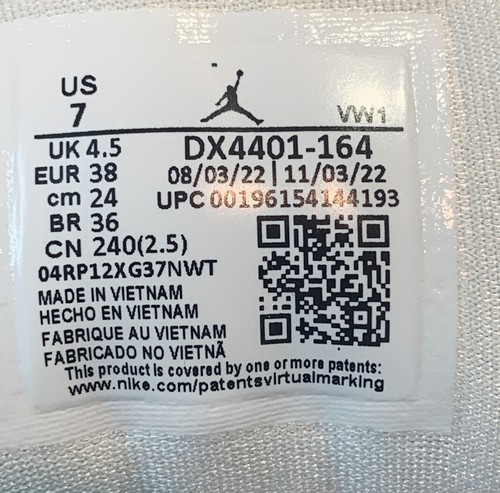 US
7
VW1
UK 4.5
DX4401-164
EUR 38
08/03/22 | 11/03/22
cm 24
UPC 00196154144193
BR 36
CN 240(2.5)
04RP12XG37NWT
MADE IN VIETNAM
HECHO EN VIETNAM
FABRIQUE AU VIETNAM
FABRICADO NO VIETNÃ
This product is covered by one or more patents:
www.nike.com/patentsvirtualmarking